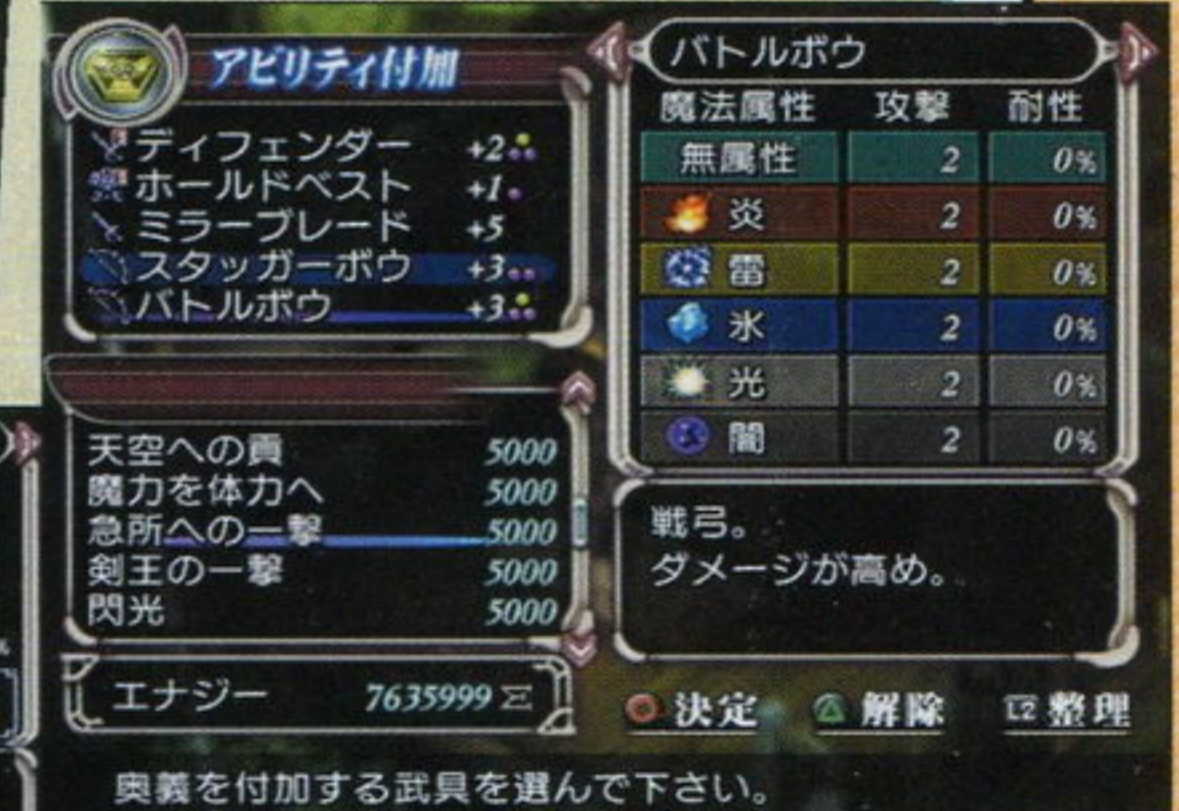 アビリティ付加
ディフェンダー +2
ホールドベスト +1
ミラーブレード +5
スタッガーボウ +3
バトルボウ +3
天空への貢 5000
魔力を体力へ 5000
急所への一撃 5000
剣王の一撃 5000
閃光 5000
エナジー 7635999
バトルボウ
魔法属性 攻撃 耐性
無属性 2 0%
炎 2 0%
雷 2 0%
氷 2 0%
光 2 0%
闇 2 0%
戦弓。
ダメージが高め。
決定 解除 L2 整理
奥義を付加する武具を選んで下さい。